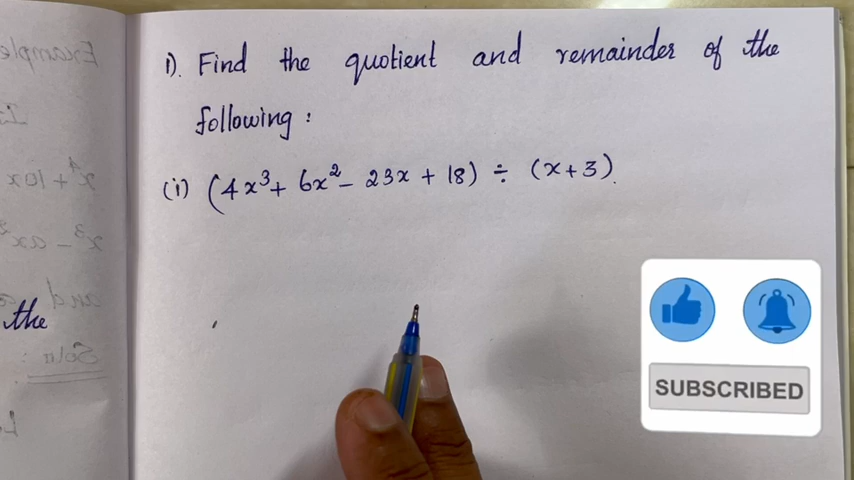 1). Find the quotient and remainder of the
following :
(i) (4x³ + 6x² - 23x + 18) ÷ (x + 3).
the
SUBSCRIBED